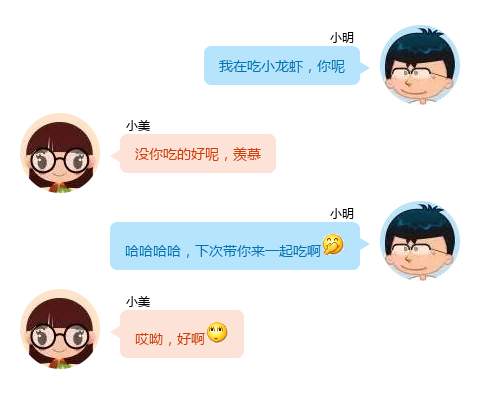 小明
我在吃小龙虾，你呢
小美
没你吃的好呢，羡慕
小明
哈哈哈哈，下次带你来一起吃啊
小美
哎呦，好啊